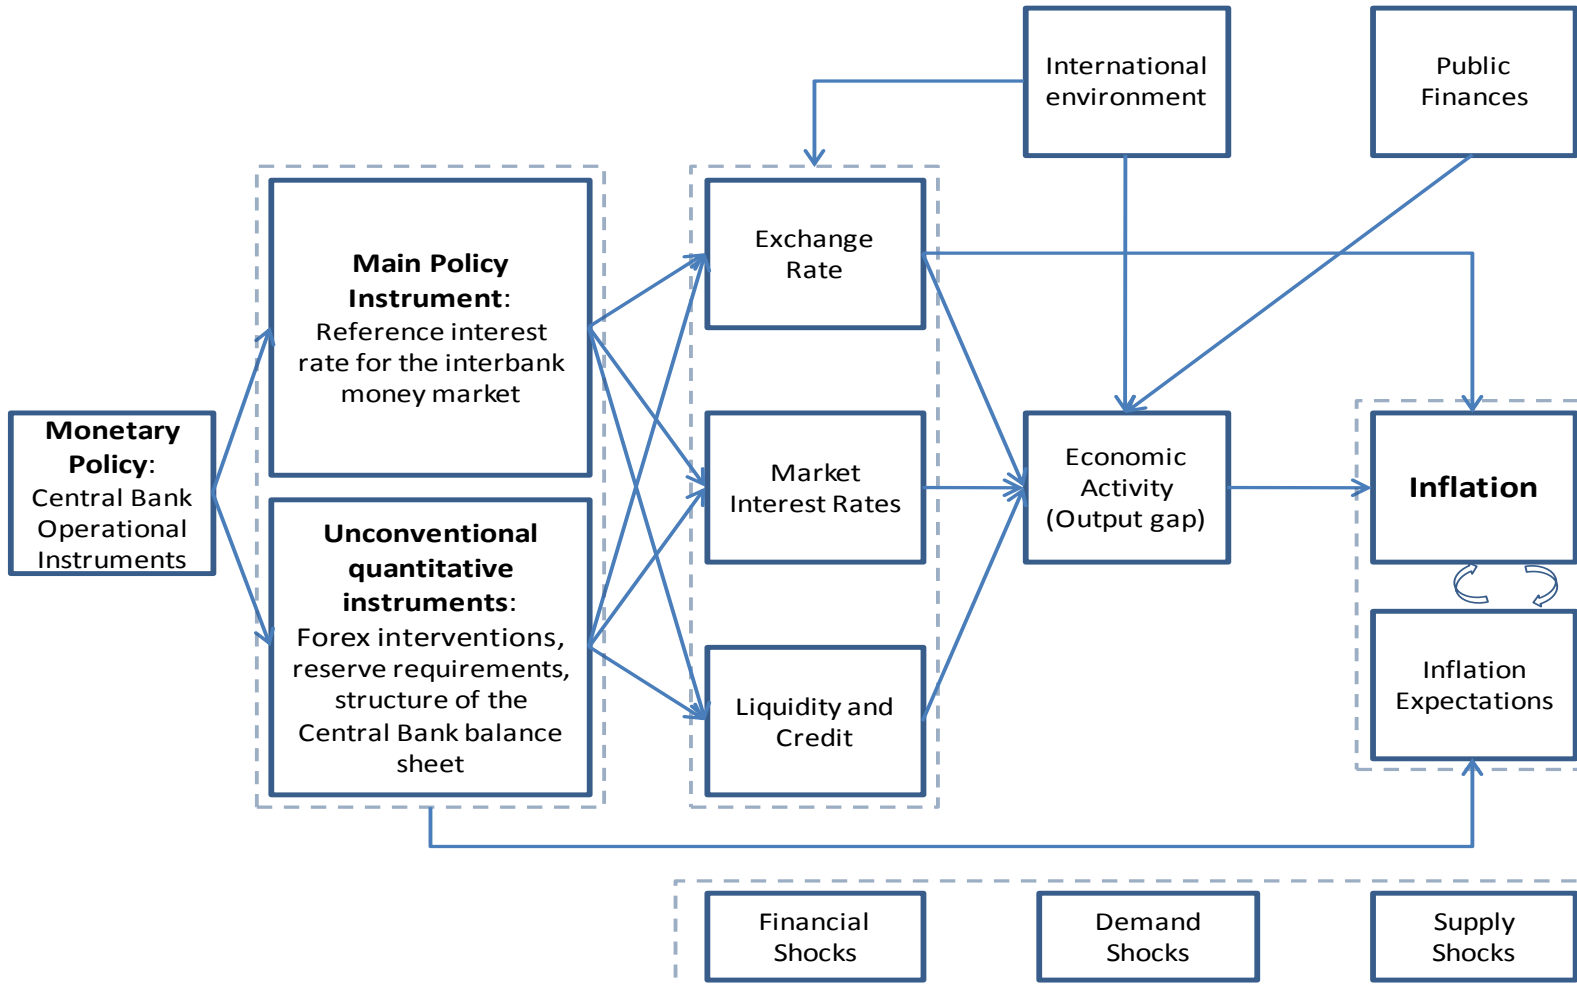 International
environment
Public
Finances
Main Policy
Instrument:
Reference interest
rate for the interbank
money market
Exchange
Rate
Monetary
Policy:
Central Bank
Operational
Instruments
Market
Interest Rates
Economic
Activity
(Output gap)
Inflation
Unconventional
quantitative
instruments:
Forex interventions,
reserve requirements,
structure of the
Central Bank balance
sheet
Liquidity and
Credit
Inflation
Expectations
Financial
Shocks
Demand
Shocks
Supply
Shocks